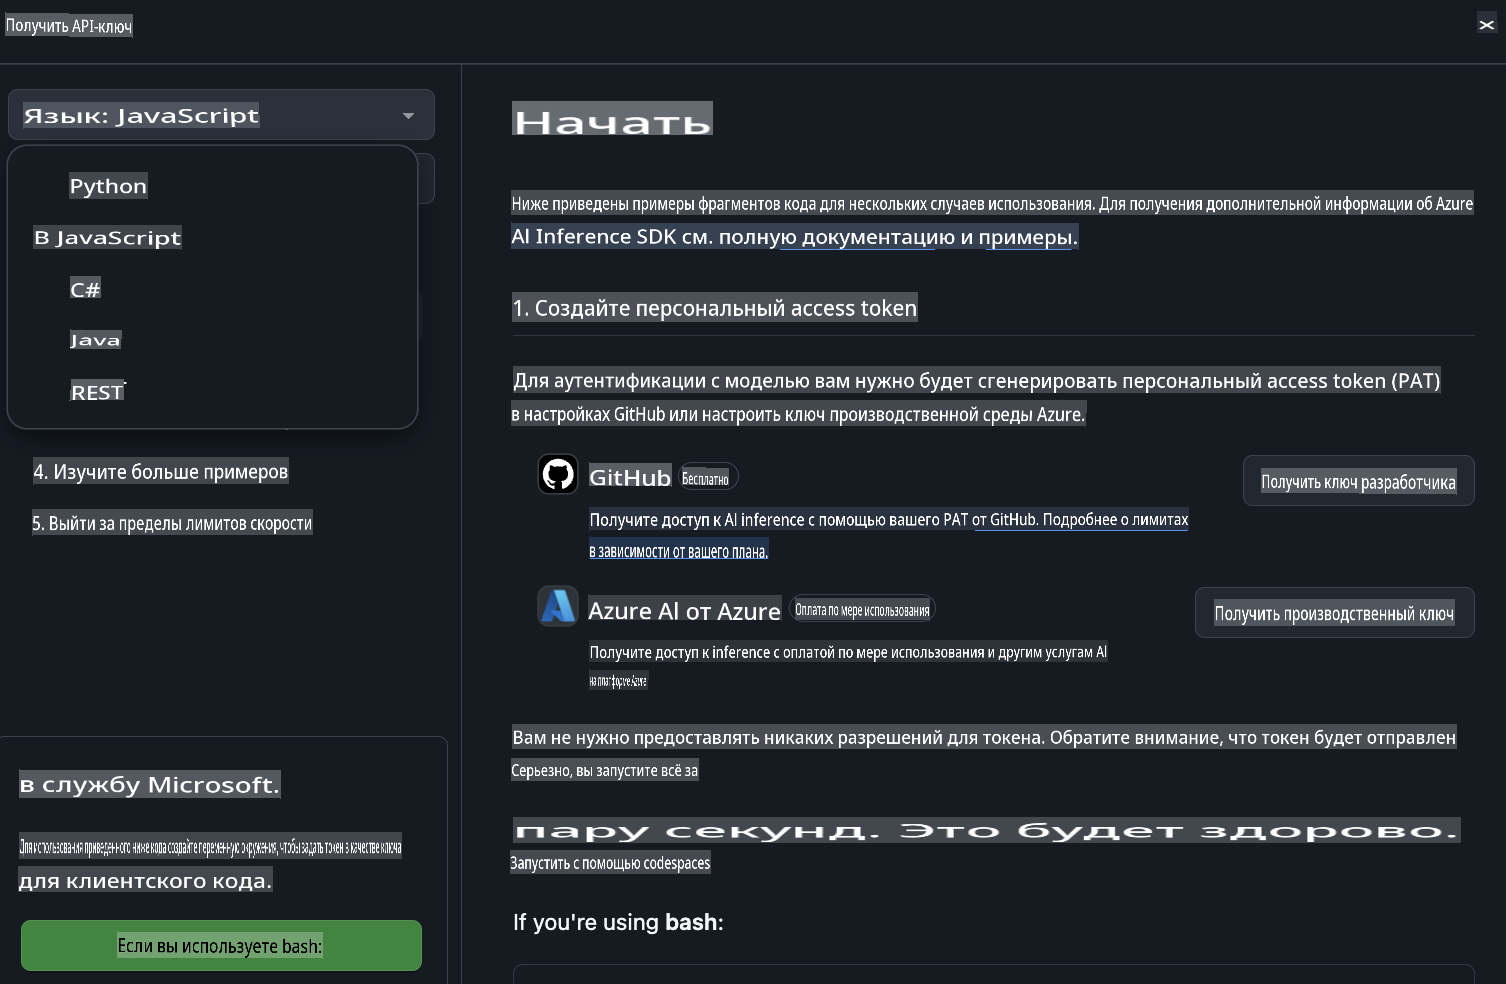 Получить API-ключ
Язык: JavaScript
Python
В JavaScript
C#
Java
REST
4. Изучите больше примеров
5. Выйти за пределы лимитов скорости
в службу Microsoft.
Для использования приведенного ниже кода создайте переменную окружения, чтобы задать токен в качестве ключа
для клиентского кода.
Если вы используете bash:
Начать
Ниже приведены примеры фрагментов кода для нескольких случаев использования. Для получения дополнительной информации об Azure
AI Inference SDK см. полную документацию и примеры.
1. Создайте персональный access token
Для аутентификации с моделью вам нужно будет сгенерировать персональный access token (PAT)
в настройках GitHub или настроить ключ производственной среды Azure.
GitHub Бесплатно
Получить ключ разработчика
Получите доступ к AI inference с помощью вашего PAT от GitHub. Подробнее о лимитах
в зависимости от вашего плана.
Azure AI от Azure Оплата по мере использования
Получить производственный ключ
Получите доступ к inference с оплатой по мере использования и другим услугам AI
на платформе Azure
Вам не нужно предоставлять никаких разрешений для токена. Обратите внимание, что токен будет отправлен
Серьезно, вы запустите всё за
пару секунд. Это будет здорово.
Запустить с помощью codespaces
If you're using bash: